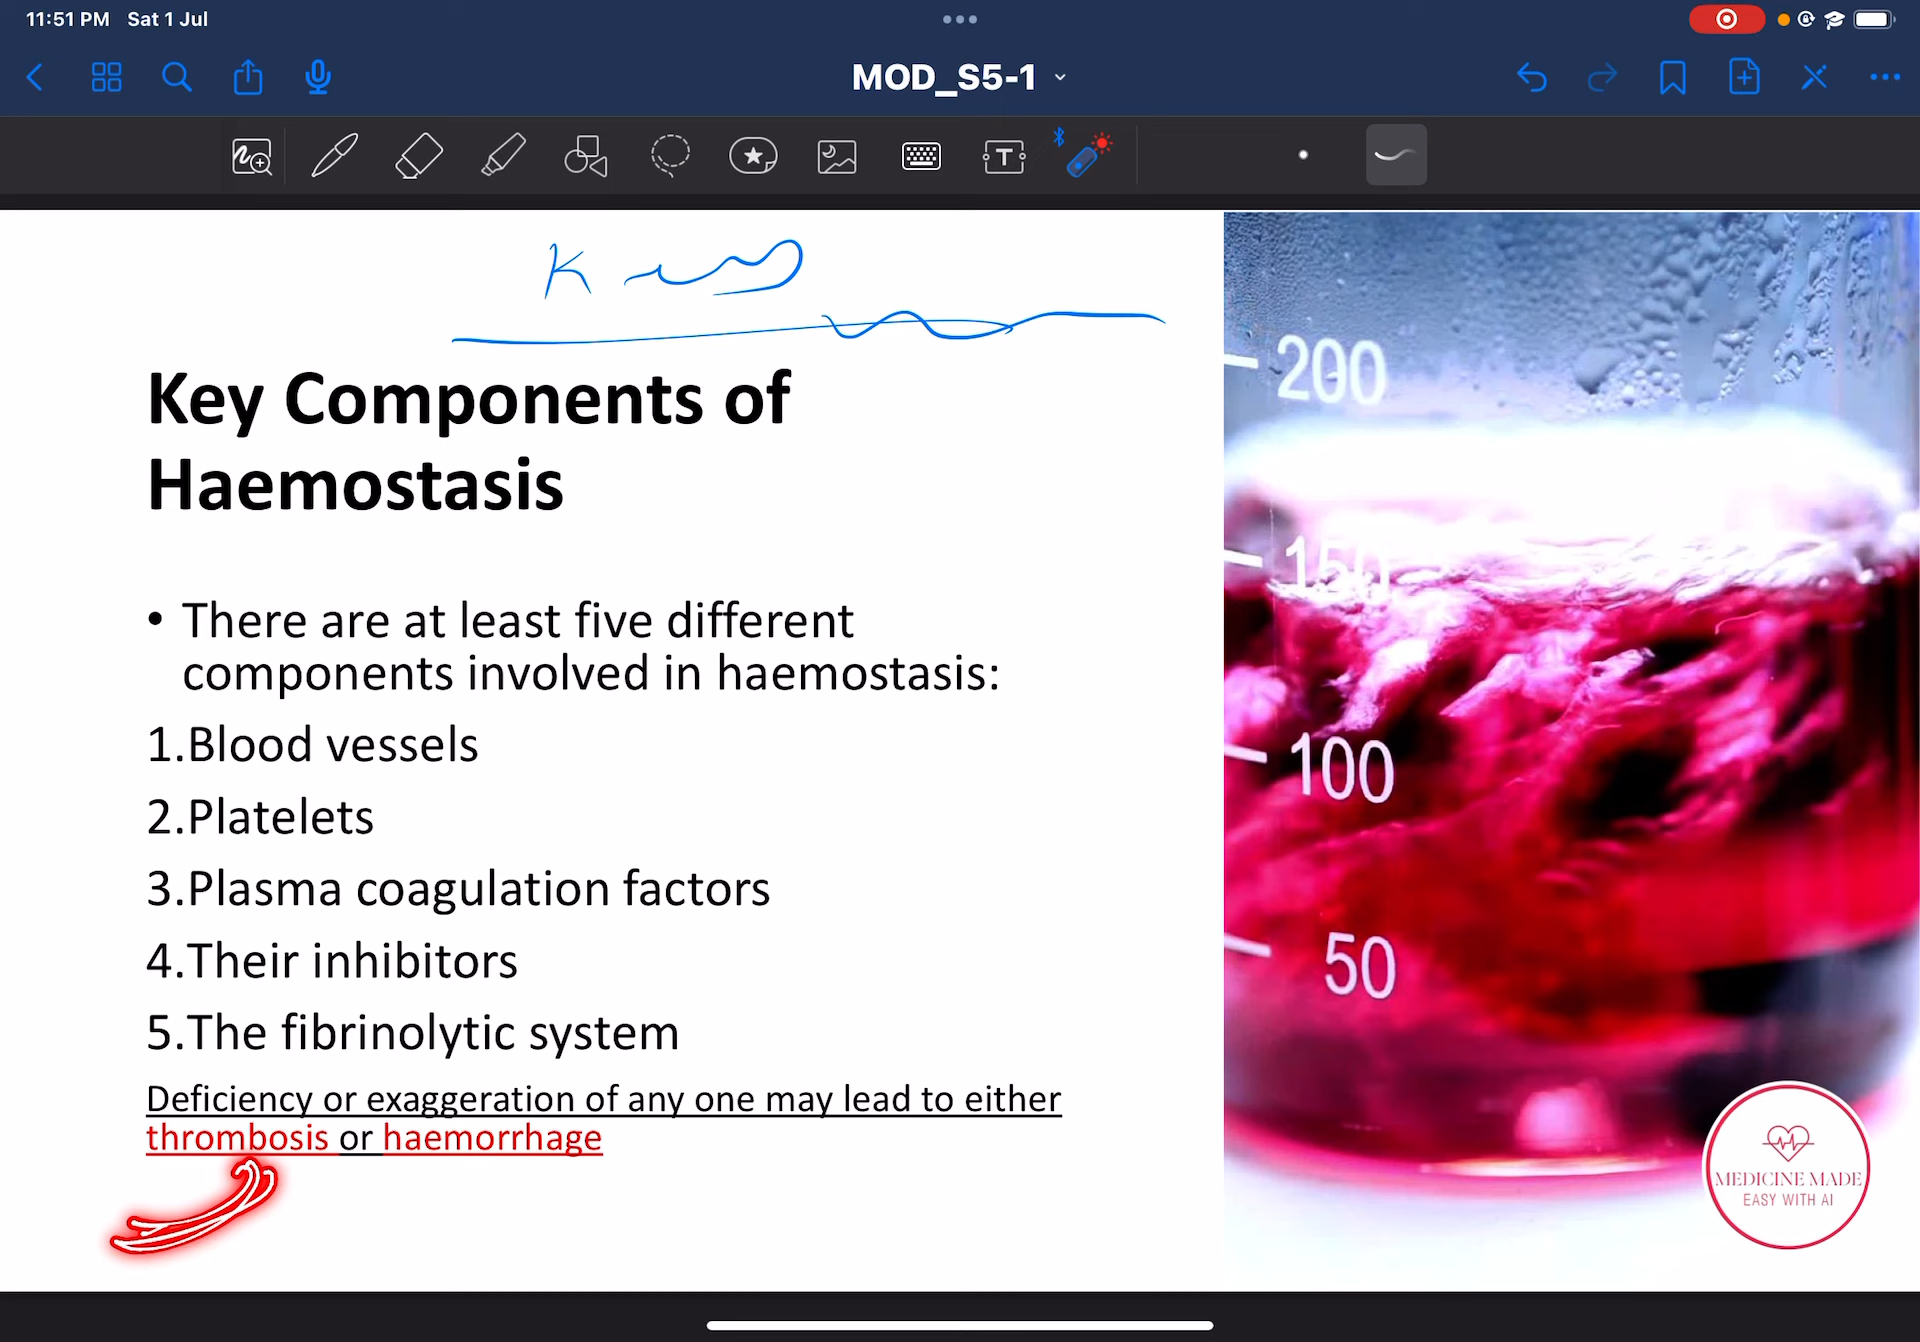 11:51 PM Sat 1 Jul
MOD_S5-1
T
Key Components of
Haemostasis
• There are at least five different
components involved in haemostasis:
1.Blood vessels
2.Platelets
3.Plasma coagulation factors
4.Their inhibitors
5.The fibrinolytic system
Deficiency or exaggeration of any one may lead to either
thrombosis or haemorrhage
200
150
100
50
MEDICINE MADE
EASY WITH AI